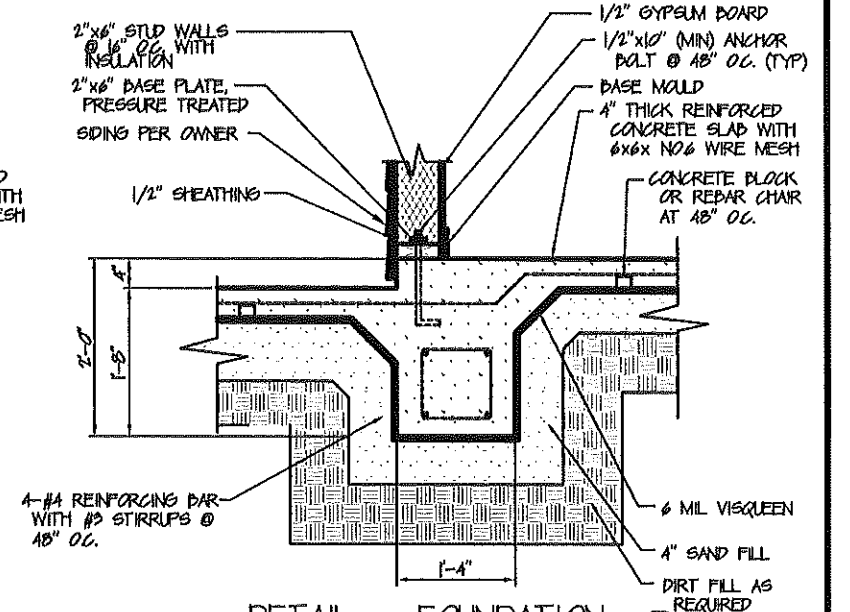 2"x6" STUD WALLS
@ 16" O.C. WITH
INSULATION
2"x6" BASE PLATE,
PRESSURE TREATED
SIDING PER OWNER
1/2" SHEATHING
ITH
ESH
1/2" GYPSUM BOARD
1/2"x10" (MIN) ANCHOR
BOLT @ 48" O.C. (TYP)
BASE MOULD
4" THICK REINFORCED
CONCRETE SLAB WITH
6x6x NO.6 WIRE MESH
CONCRETE BLOCK
OR REBAR CHAIR
AT 48" O.C.
4"
2'-0"
1'-8"
4-#4 REINFORCING BAR
WITH #3 STIRRUPS @
48" O.C.
1'-4"
6 MIL VISQUEEN
4" SAND FILL
DIRT FILL AS
REQUIRED
DETAIL FOUNDATION